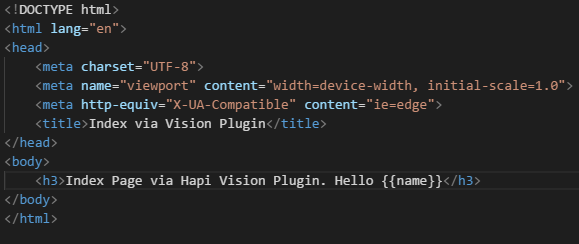 <!DOCTYPE html>
<html lang="en">
<head>
    <meta charset="UTF-8">
    <meta name="viewport" content="width=device-width, initial-scale=1.0">
    <meta http-equiv="X-UA-Compatible" content="ie=edge">
    <title>Index via Vision Plugin</title>
</head>
<body>
    <h3>Index Page via Hapi Vision Plugin. Hello {{name}}</h3>
</body>
</html>